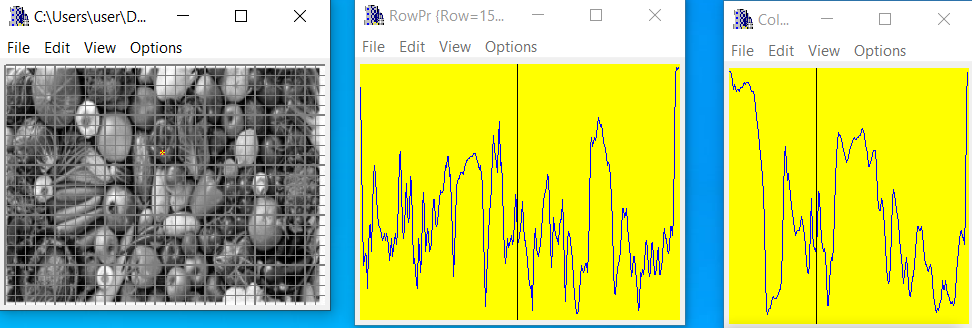 C:\Users\user\D...
File Edit View Options
RowPr {Row=15...
File Edit View Options
Col...
File Edit View Options